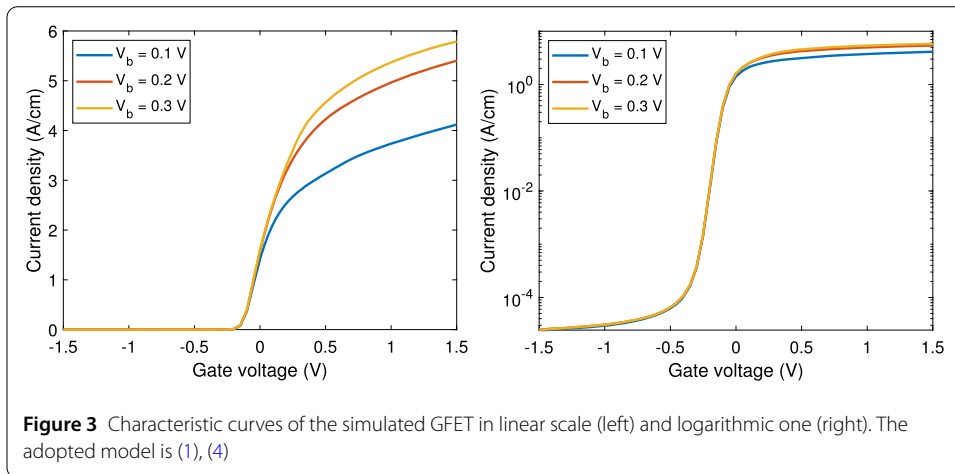 6
5
4
3
2
1
0
Current density (A/cm)
V_b = 0.1 V
V_b = 0.2 V
V_b = 0.3 V
-1.5 -1 -0.5 0 0.5 1 1.5
Gate voltage (V)
10^0
10^-2
10^-4
Current density (A/cm)
V_b = 0.1 V
V_b = 0.2 V
V_b = 0.3 V
-1.5 -1 -0.5 0 0.5 1 1.5
Gate voltage (V)
Figure 3 Characteristic curves of the simulated GFET in linear scale (left) and logarithmic one (right). The
adopted model is (1), (4)